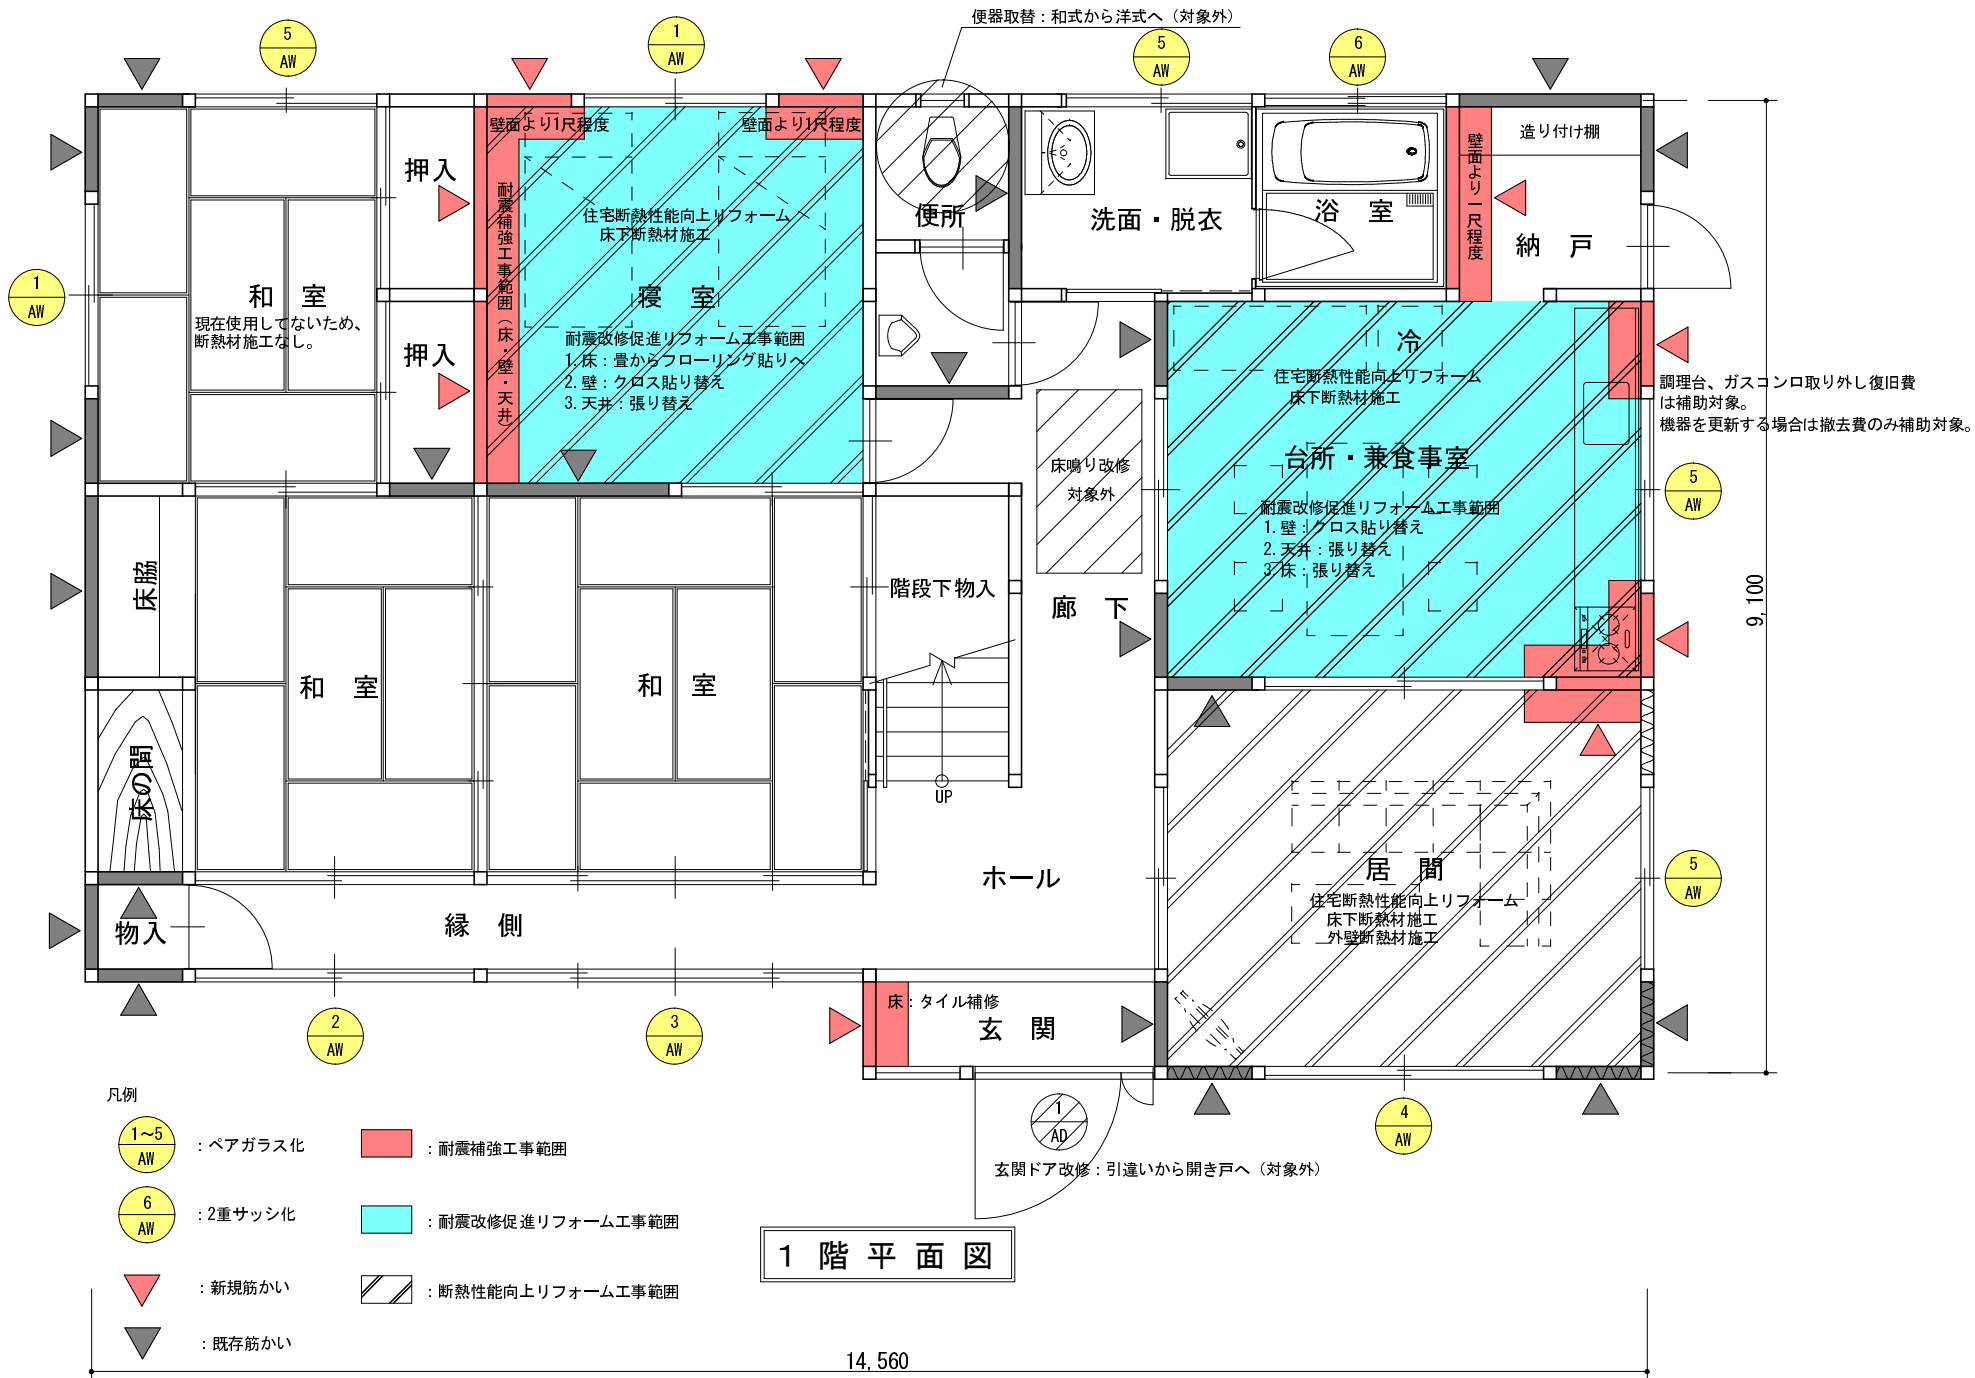 便器取替：和式から洋式へ（対象外）
5
AW
1
AW
5
AW
6
AW
壁面より1尺程度
壁面より1尺程度
造り付け棚
壁面より一尺程度
押入
耐震補強工事範囲（床・壁・天井）
住宅断熱性能向上リフォーム
床下断熱材施工
便所
洗面・脱衣
浴　室
納　戸
1
AW
和　室
現在使用してないため、
断熱材施工なし。
押入
寝　室
耐震改修促進リフォーム工事範囲
1.床：畳からフローリング貼りへ
2.壁：クロス貼り替え
3.天井：張り替え
冷
住宅断熱性能向上リフォーム
床下断熱材施工
調理台、ガスコンロ取り外し復旧費
は補助対象。
機器を更新する場合は撤去費のみ補助対象。
床鳴り改修
対象外
台所・兼食事室
5
AW
耐震改修促進リフォーム工事範囲
1.壁：クロス貼り替え
2.天井：張り替え
3.床：張り替え
床脇
階段下物入
廊　下
9,100
和　室
和　室
床の間
UP
ホール
居　間
住宅断熱性能向上リフォーム
床下断熱材施工
外壁断熱材施工
5
AW
物入
縁　側
床：タイル補修
玄　関
2
AW
3
AW
1
AD
4
AW
玄関ドア改修：引違いから開き戸へ（対象外）
凡例
1～5
AW
：ペアガラス化
：耐震補強工事範囲
6
AW
：2重サッシ化
：耐震改修促進リフォーム工事範囲
：新規筋かい
：断熱性能向上リフォーム工事範囲
：既存筋かい
１階平面図
14,560